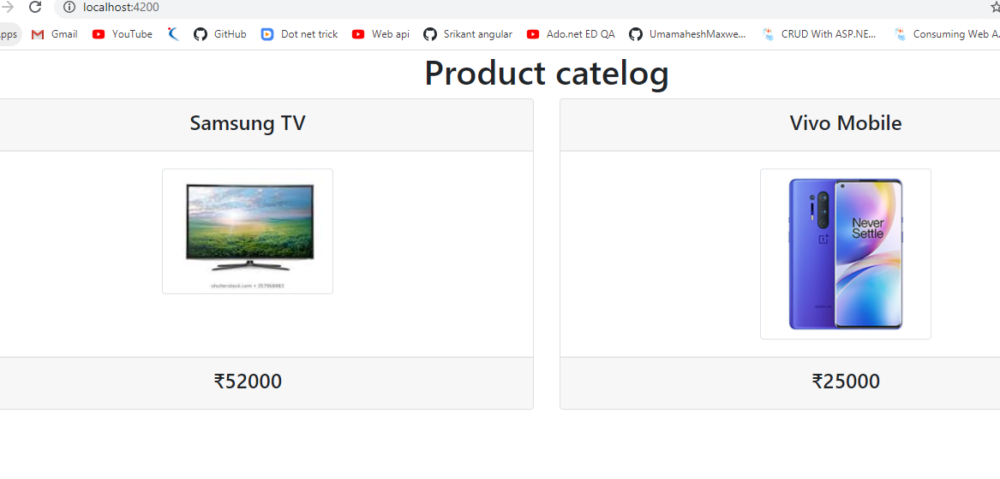 localhost:4200
pps Gmail YouTube GitHub Dot net trick Web api Srikant angular Ado.net ED QA UmamaheshMaxwe... CRUD With ASP.NE... Consuming Web A.
Product catelog
Samsung TV
Vivo Mobile
Never
Settle
shutterstock.com • 357968483
₹52000
₹25000